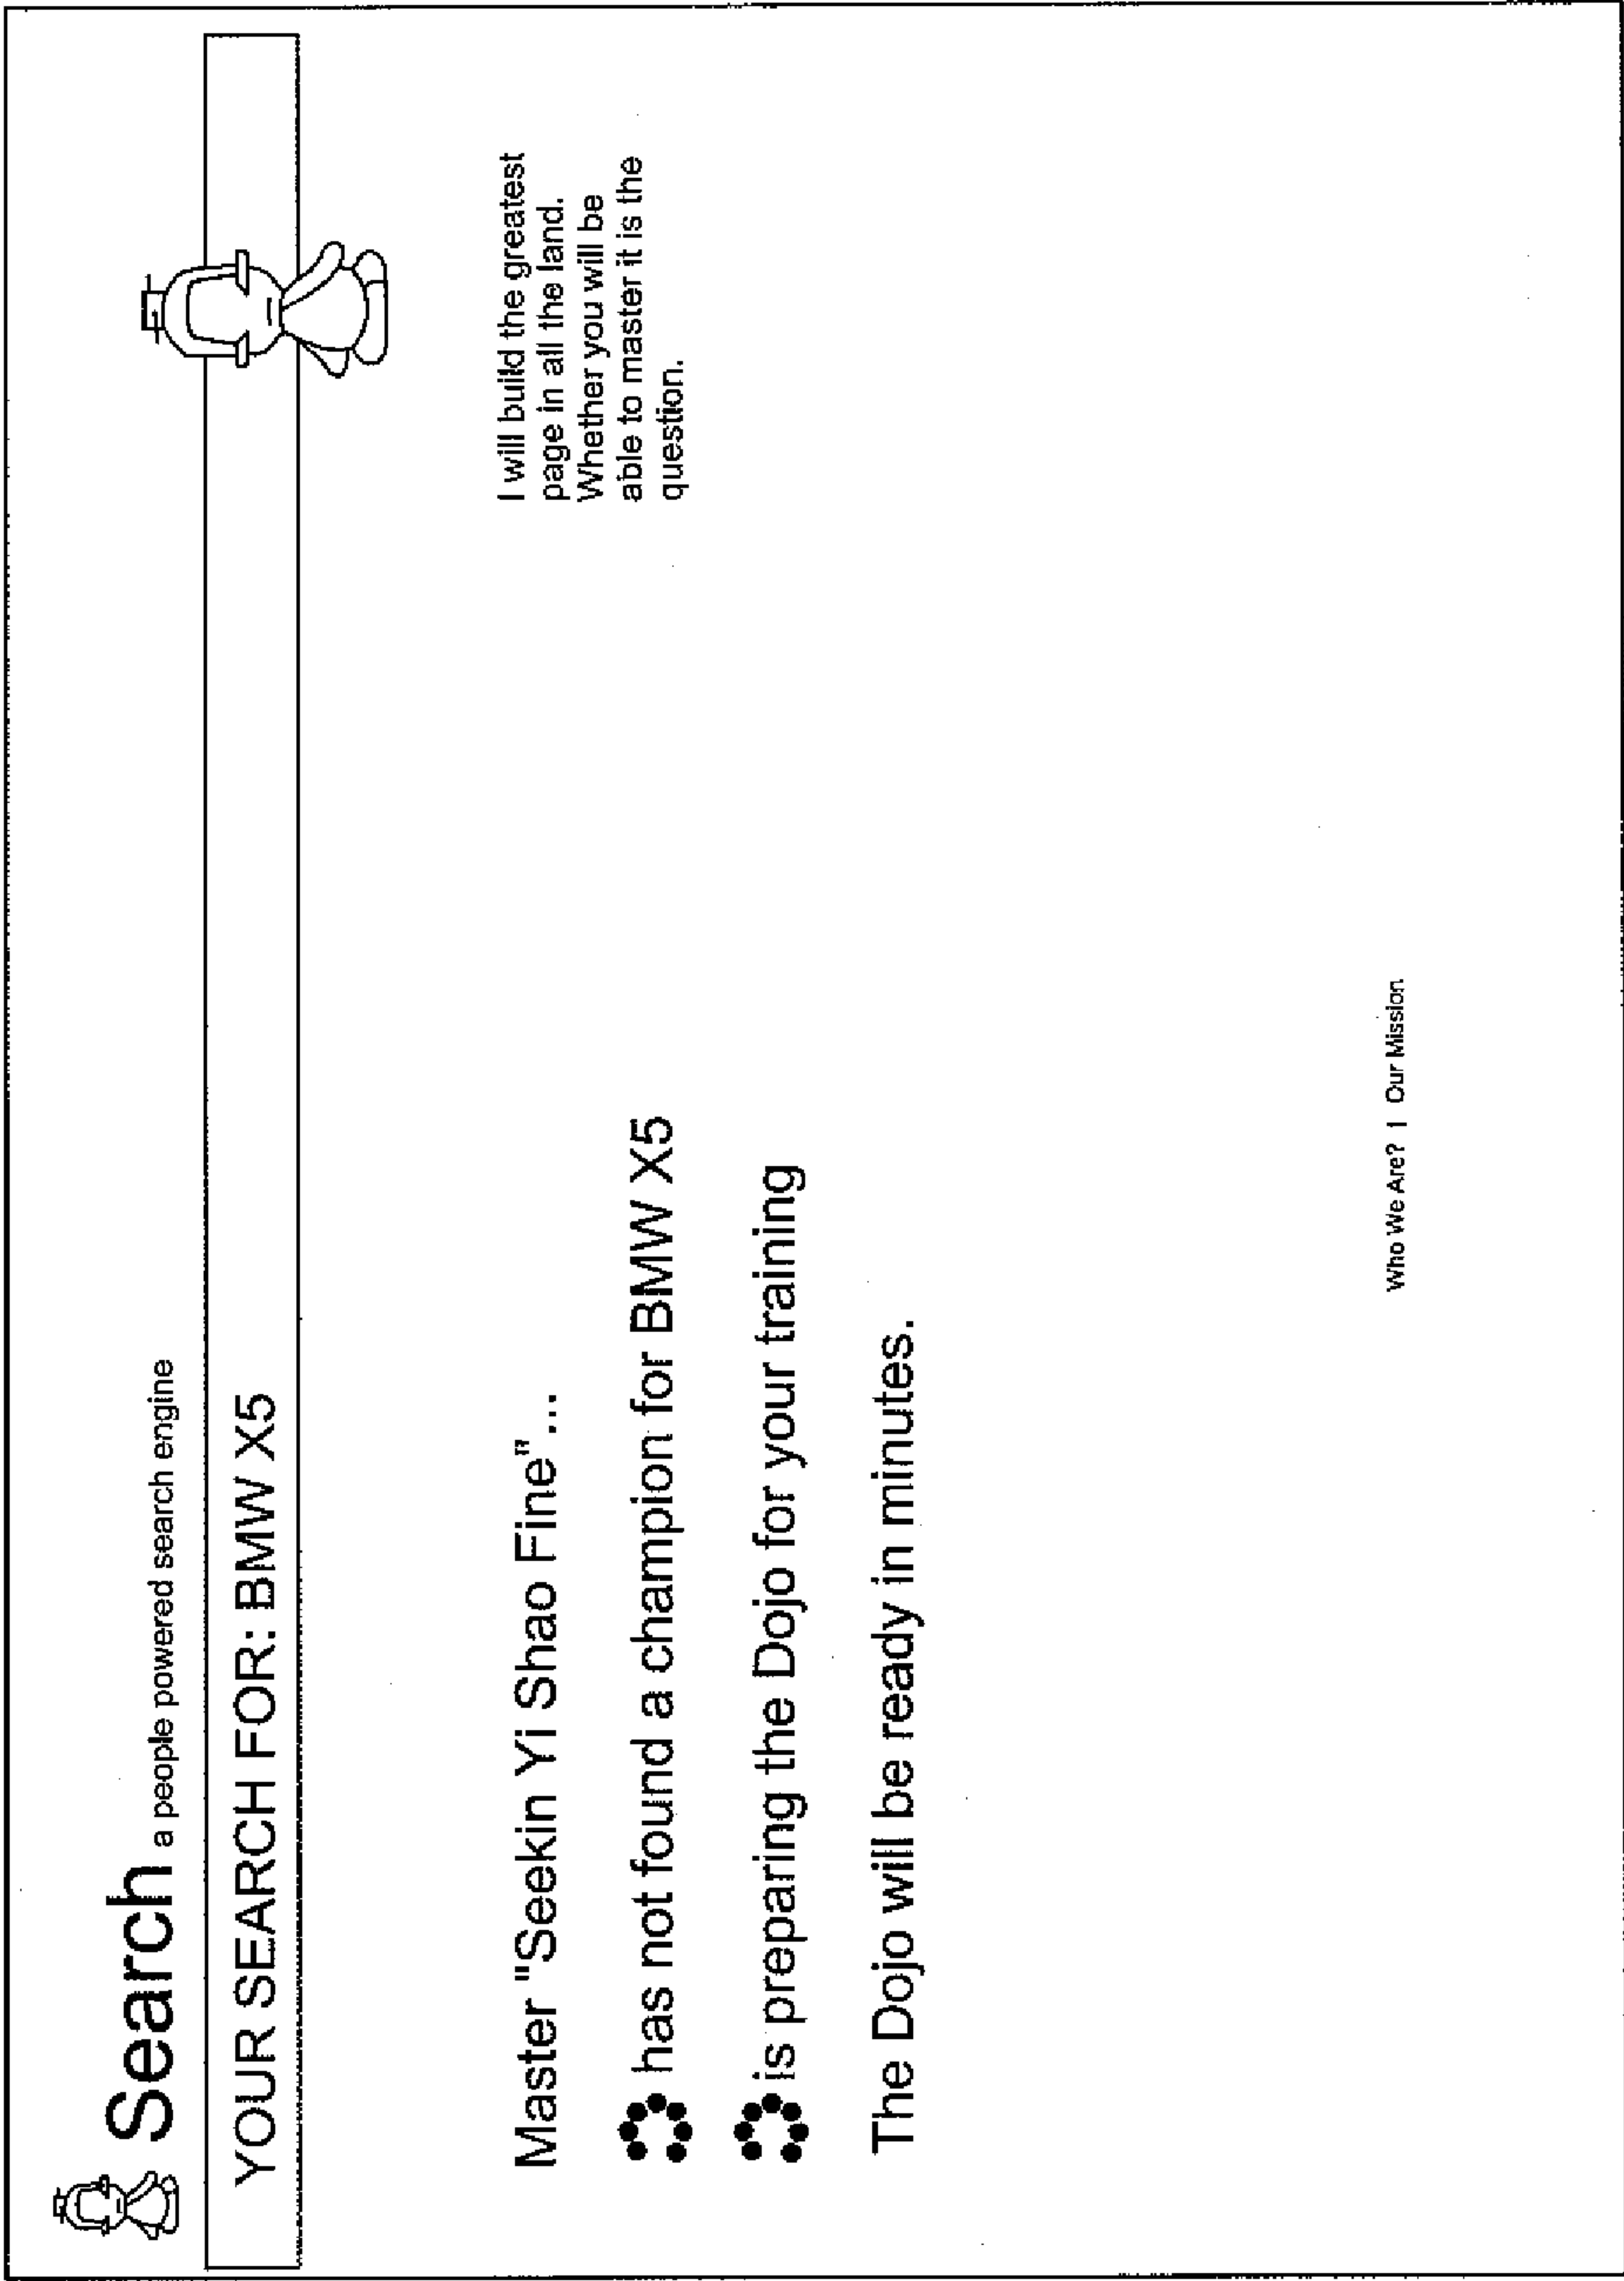 Search a people powered search engine
YOUR SEARCH FOR: BMW X5
Master "Seekin Yi Shao Fine"...
has not found a champion for BMW X5
is preparing the Dojo for your training
The Dojo will be ready in minutes.
I will build the greatest
page in all the land.
Whether you will be
able to master it is the
question.
Who We Are? | Our Mission